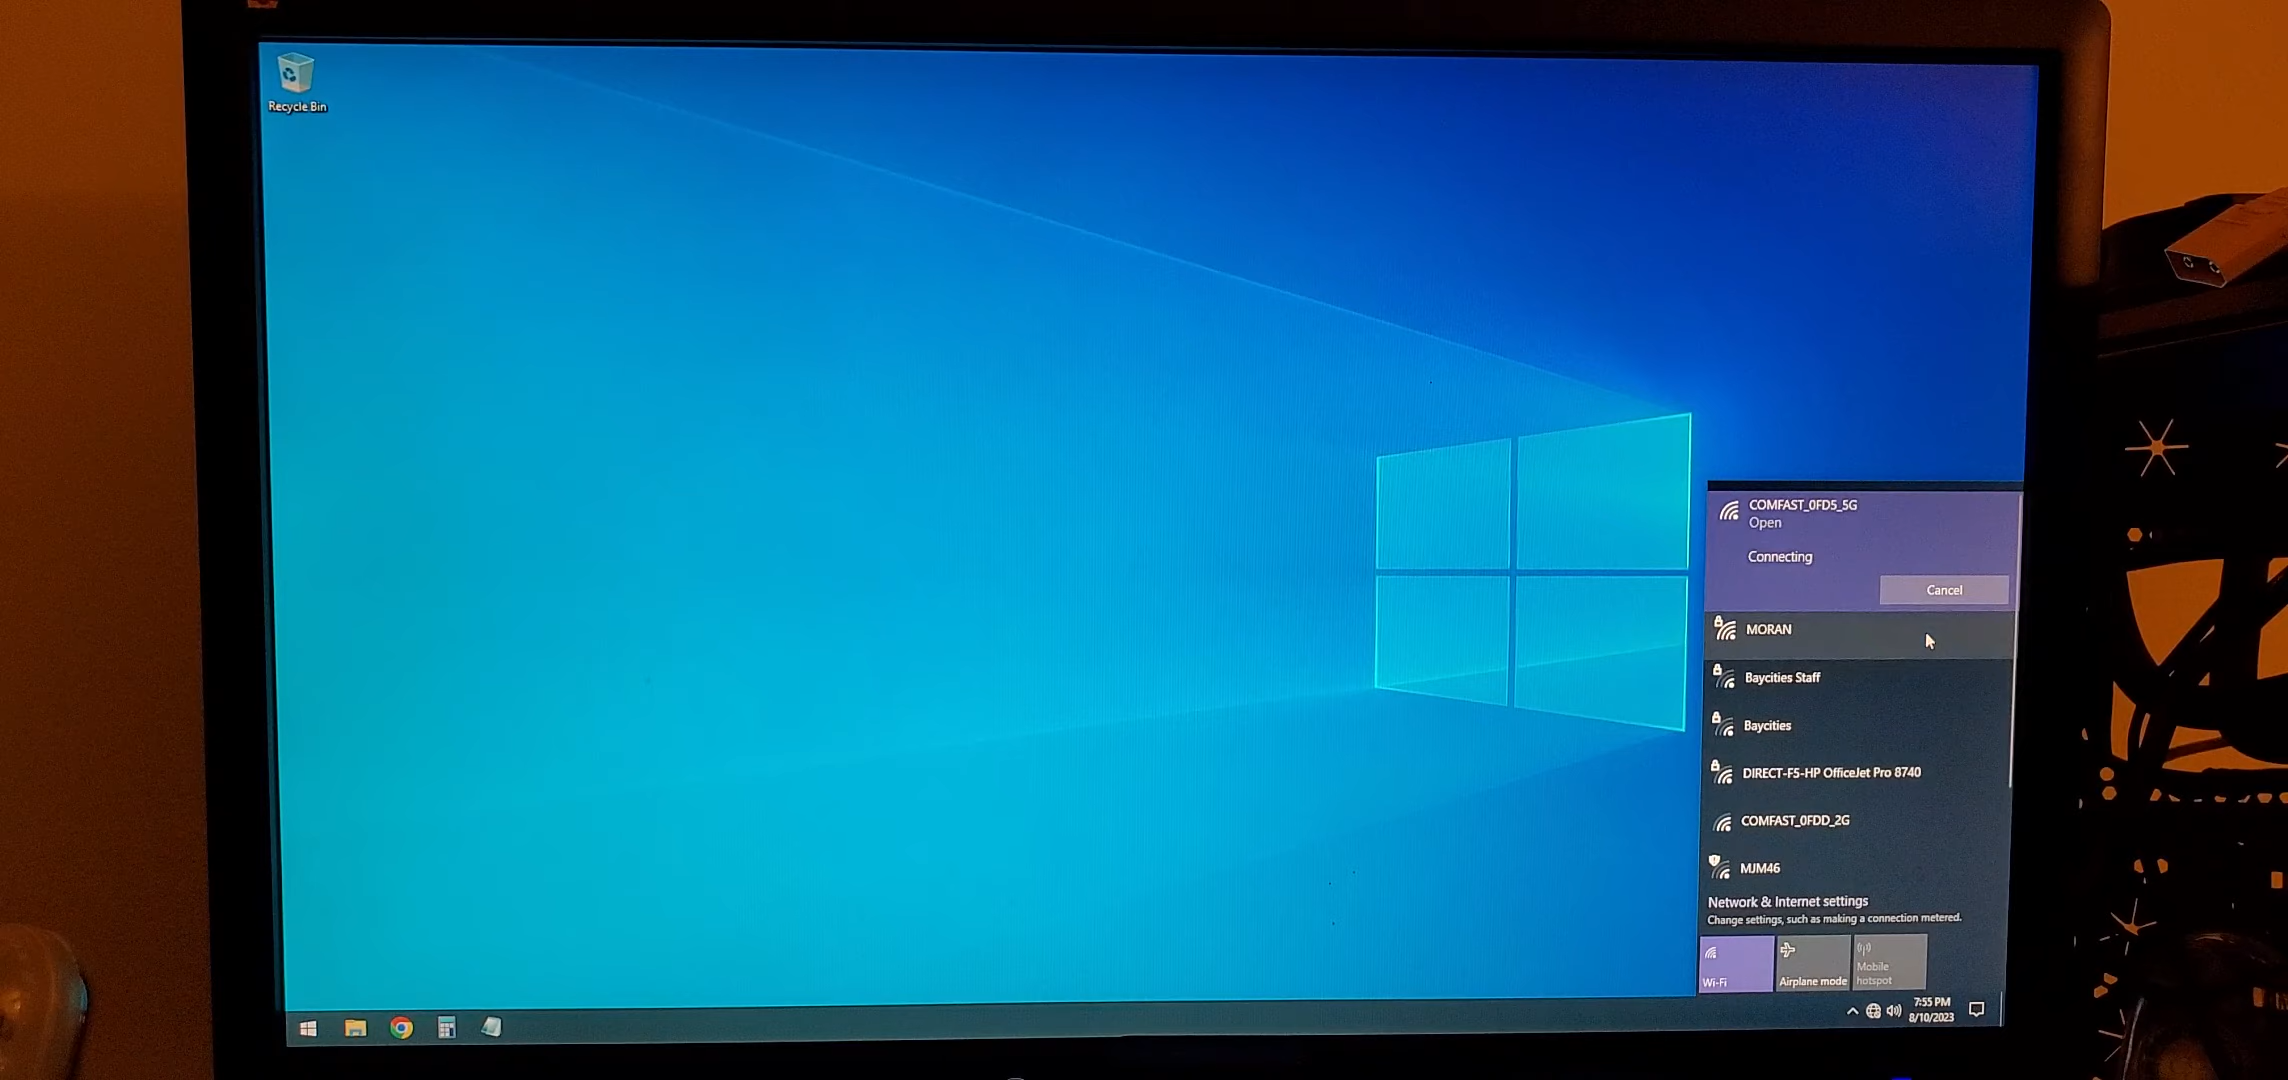 Recycle Bin
COMFAST_0FD5_5G
Open
Connecting
Cancel
MORAN
Baycities Staff
Baycities
DIRECT-F5-HP OfficeJet Pro 8740
COMFAST_0FDD_2G
MJM46
Network & Internet settings
Change settings, such as making a connection metered.
Wi-Fi
Airplane mode
Mobile
hotspot
7:55 PM
8/10/2023